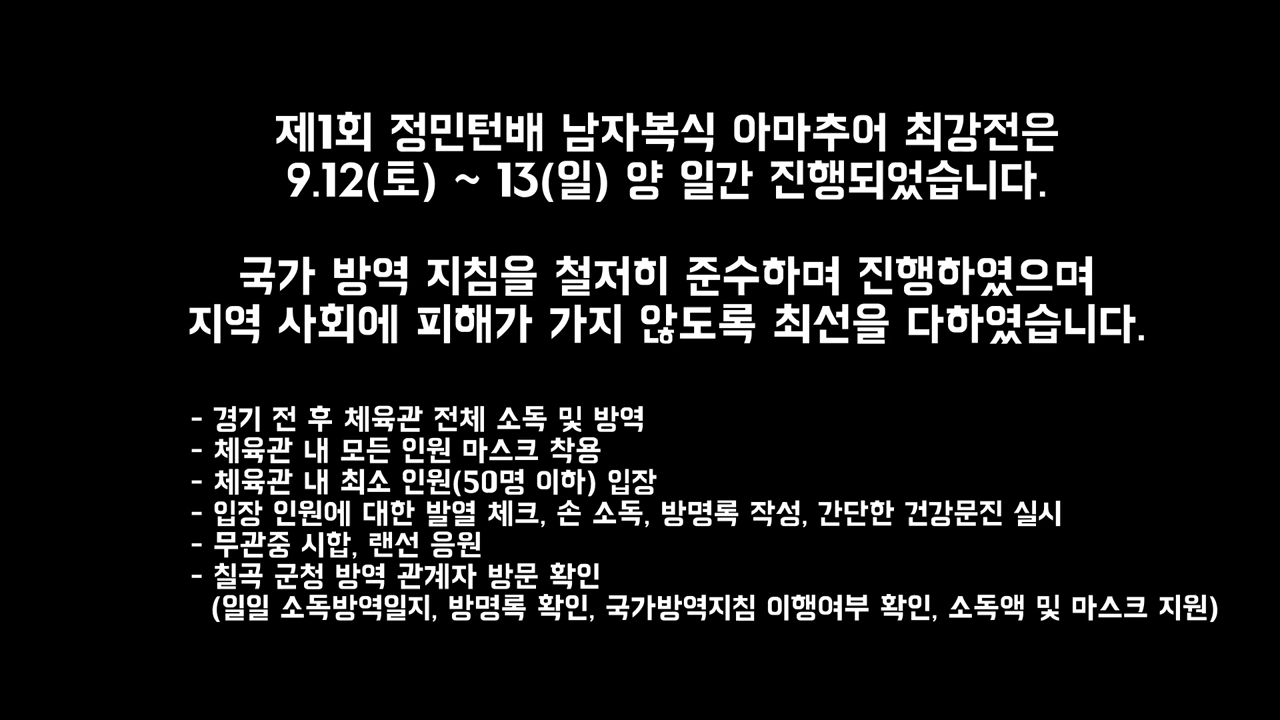 제1회 정민턴배 남자복식 아마추어 최강전은
9.12(토) ~ 13(일) 양 일간 진행되었습니다.
국가 방역 지침을 철저히 준수하며 진행하였으며
지역 사회에 피해가 가지 않도록 최선을 다하였습니다.
- 경기 전 후 체육관 전체 소독 및 방역
- 체육관 내 모든 인원 마스크 착용
- 체육관 내 최소 인원(50명 이하) 입장
- 입장 인원에 대한 발열 체크, 손 소독, 방명록 작성, 간단한 건강문진 실시
- 무관중 시합, 랜선 응원
- 칠곡 군청 방역 관계자 방문 확인
(일일 소독방역일지, 방명록 확인, 국가방역지침 이행여부 확인, 소독액 및 마스크 지원)